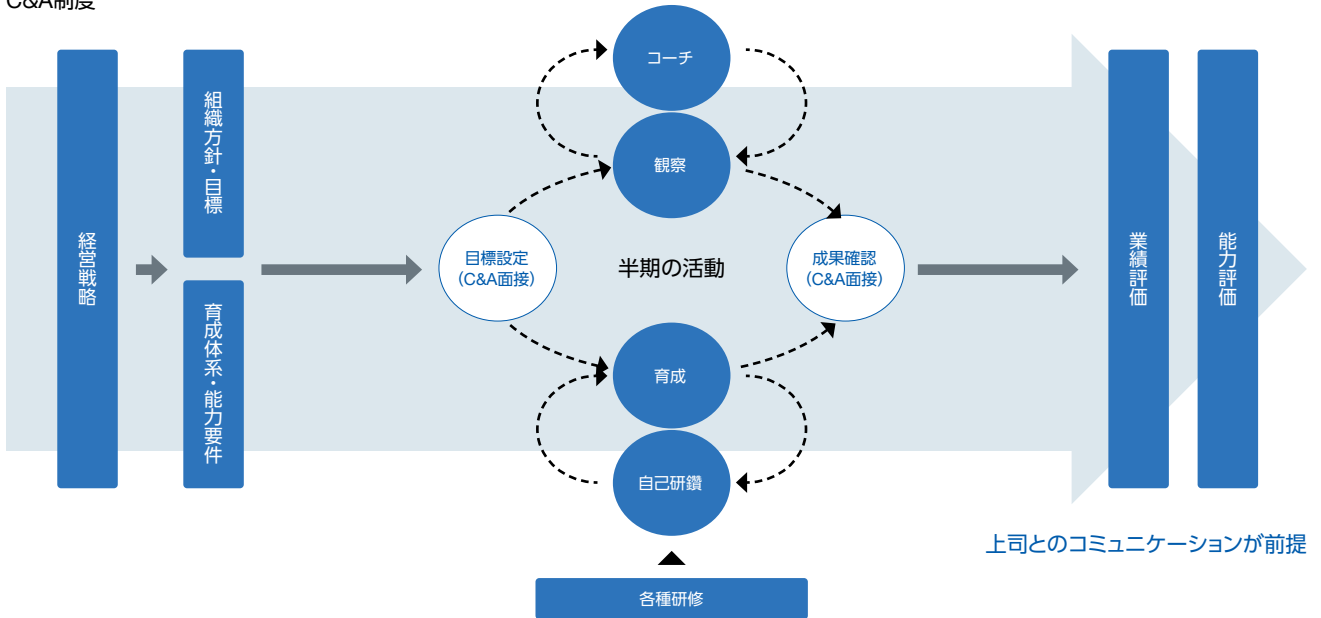 C&A制度
経営戦略
組織方針・目標
育成体系・能力要件
目標設定
(C&A面接)
コーチ
観察
半期の活動
育成
自己研鑽
各種研修
成果確認
(C&A面接)
業績評価
能力評価
上司とのコミュニケーションが前提